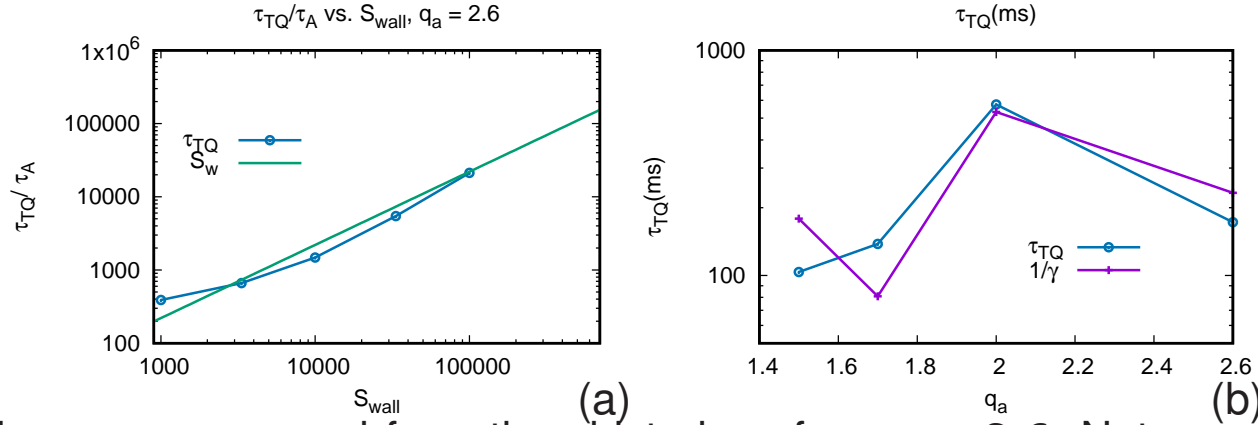 τTQ/τA vs. Swall, qa = 2.6
1x10^6
100000
10000
1000
100
τTQ/ τA
τTQ
Sw
1000
10000
100000
Swall
(a)
τTQ(ms)
1000
100
τTQ(ms)
τTQ
1/γ
1.4
1.6
1.8
2
2.2
2.4
2.6
qa
(b)